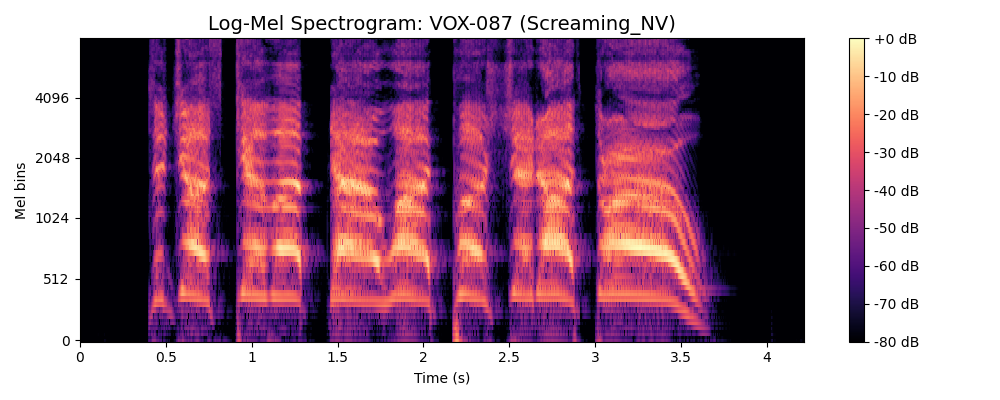 Log-Mel Spectrogram: VOX-087 (Screaming_NV)
+0 dB
4096
-10 dB
-20 dB
2048
-30 dB
Mel bins
-40 dB
1024
-50 dB
512
-60 dB
-70 dB
0
-80 dB
0 0.5 1 1.5 2 2.5 3 3.5 4
Time (s)